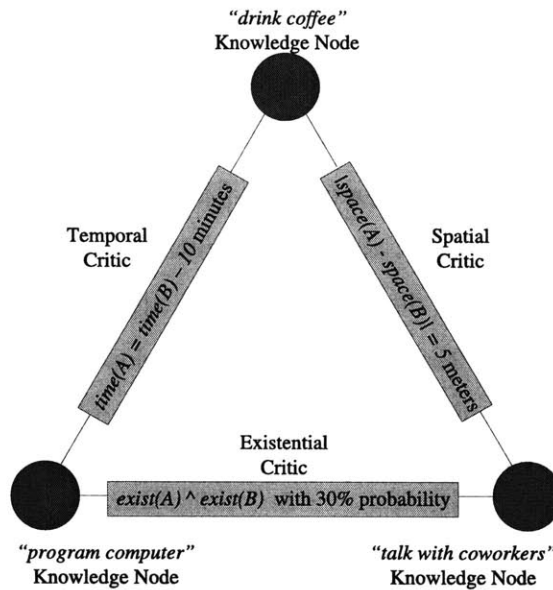 “drink coffee”
Knowledge Node
Temporal
Critic
time(A) = time(B) – 10 minutes
Spatial
Critic
|space(A) - space(B)| = 5 meters
Existential
Critic
exist(A) ^ exist(B) with 30% probability
“program computer”
Knowledge Node
“talk with coworkers”
Knowledge Node